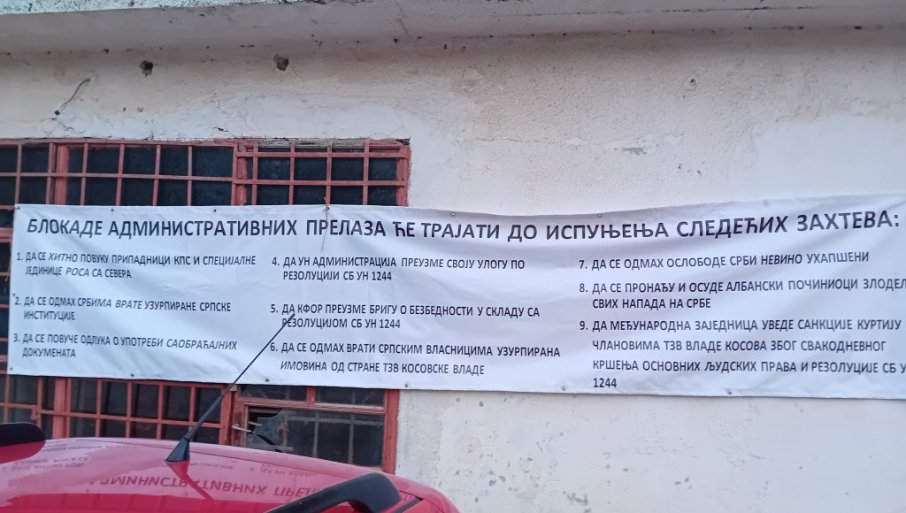 БЛОКАДЕ АДМИНИСТРАТИВНИХ ПРЕЛАЗА ЋЕ ТРАЈАТИ ДО ИСПУЊЕЊА СЛЕДЕЋИХ ЗАХТЕВА:
1. ДА СЕ ХИТНО ПОВУКУ ПРИПАДНИЦИ КПС И СПЕЦИЈАЛНЕ
ЈЕДИНИЦЕ РОСА СА СЕВЕРА
2. ДА СЕ ОДМАХ СРБИМА ВРАТЕ УЗУРПИРАНЕ СРПСКЕ
ИНСТИТУЦИЈЕ
3. ДА СЕ ПОВУЧЕ ОДЛУКА О УПОТРЕБИ САОБРАЋАЈНИХ
ДОКУМЕНАТА
4. ДА УН АДМИНИСТРАЦИЈА ПРЕУЗМЕ СВОЈУ УЛОГУ ПО
РЕЗОЛУЦИЈИ СБ УН 1244
5. ДА КФОР ПРЕУЗМЕ БРИГУ О БЕЗБЕДНОСТИ У СКЛАДУ СА
РЕЗОЛУЦИЈОМ СБ УН 1244
6. ДА СЕ ОДМАХ ВРАТИ СРПСКИМ ВЛАСНИЦИМА УЗУРПИРАНА
ИМОВИНА ОД СТРАНЕ ТЗВ КОСОВСКЕ ВЛАДЕ
7. ДА СЕ ОДМАХ ОСЛОБОДЕ СРБИ НЕВИНО УХАПШЕНИ
8. ДА СЕ ПРОНАЂУ И ОСУДЕ АЛБАНСКИ ПОЧИНИОЦИ ЗЛОДЕЛ
СВИХ НАПАДА НА СРБЕ
9. ДА МЕЂУНАРОДНА ЗАЈЕДНИЦА УВЕДЕ САНКЦИЈЕ КУРТИЈУ
ЧЛАНОВИМА ТЗВ ВЛАДЕ КОСОВА ЗБОГ СВАКОДНЕВНОГ
КРШЕЊА ОСНОВНИХ ЉУДСКИХ ПРАВА И РЕЗОЛУЦИЈЕ СБ У
1244